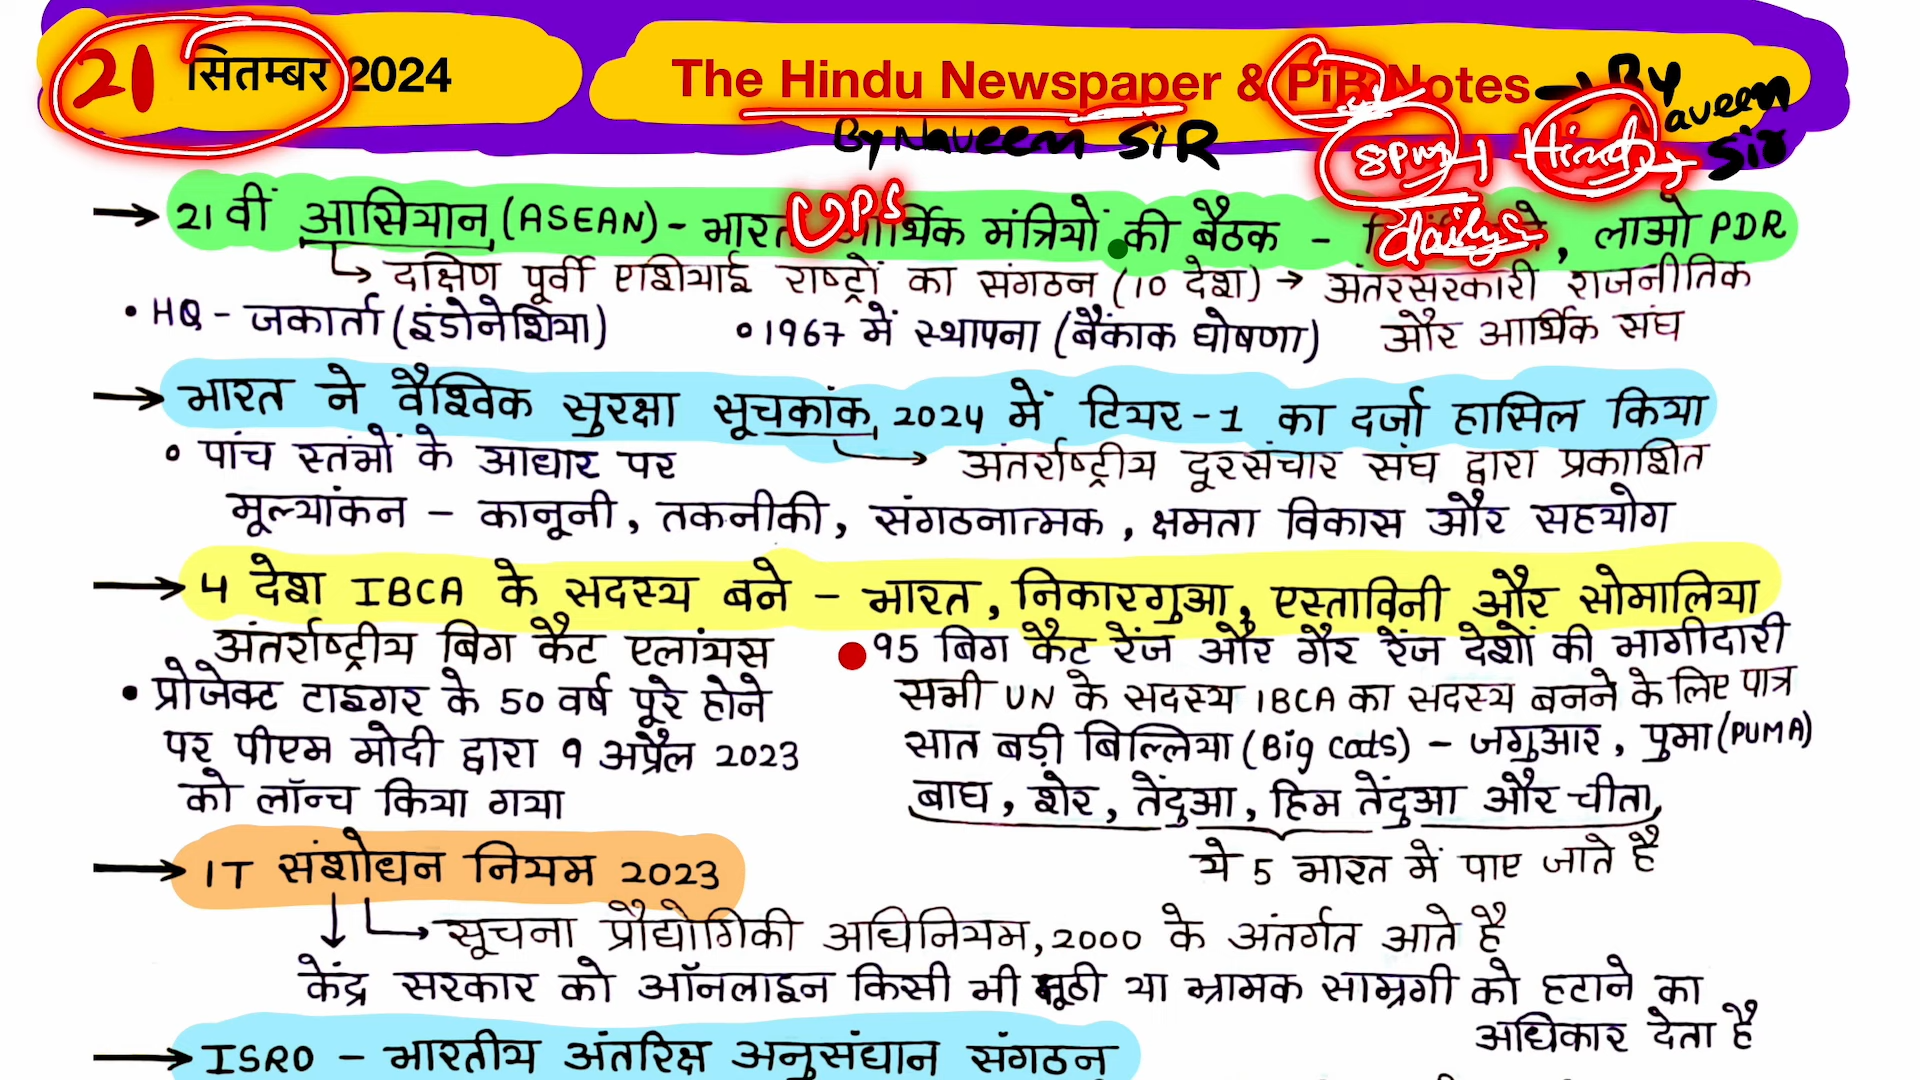 21 सितम्बर 2024
The Hindu Newspaper & PiB Notes → By Naveen Sir
By Naveem SiR
8pm Hindu
daily
UPS
→ 21 वीं आसियान (ASEAN) - भारत आर्थिक मंत्रियों की बैठक - , लाओ PDR
↳ दक्षिण पूर्वी एशियाई राष्ट्रों का संगठन (10 देश) → अंतरसरकारी राजनीतिक और आर्थिक संघ
• HQ - जकार्ता (इंडोनेशिया) • 1967 में स्थापना (बैंकाक घोषणा)
→ भारत ने वैश्विक सुरक्षा सूचकांक 2024 में टियर-1 का दर्जा हासिल किया
→ अंतर्राष्ट्रीय दूरसंचार संघ द्वारा प्रकाशित
• पांच स्तंभों के आधार पर
मूल्यांकन - कानूनी, तकनीकी, संगठनात्मक, क्षमता विकास और सहयोग
→ 4 देश IBCA के सदस्य बने - भारत, निकारगुआ, एस्ताविनी और सोमालिया
अंतर्राष्ट्रीय बिग कैट एलांयस
• प्रोजेक्ट टाइगर के 50 वर्ष पूरे होने
पर पीएम मोदी द्वारा 9 अप्रैल 2023
को लॉन्च किया गया
• 95 बिग कैट रेंज और गैर रेंज देशों की भागीदारी
सभी UN के सदस्य IBCA का सदस्य बनने के लिए पात्र
सात बड़ी बिल्लिया (Big cats) - जगुआर, पुमा (PUMA)
बाघ, शेर, तेंदुआ, हिम तेंदुआ और चीता
ये 5 भारत में पाए जाते है
→ IT संशोधन नियम 2023
↳ सूचना प्रौद्योगिकी अधिनियम, 2000 के अंतर्गत आते है
केंद्र सरकार को ऑनलाइन किसी भी झूठी या भ्रामक साम्रगी को हटाने का
अधिकार देता है
→ ISRO - भारतीय अंतरिक्ष अनुसंधान संगठन